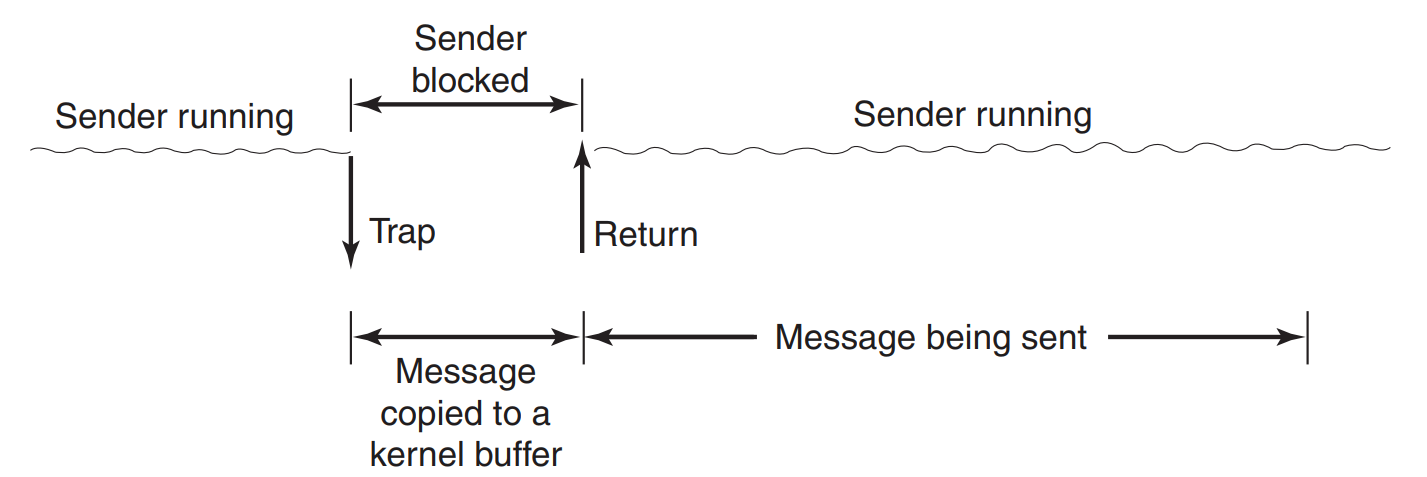 Sender
blocked
Sender running
Sender running
Trap
Return
Message being sent
Message
copied to a
kernel buffer